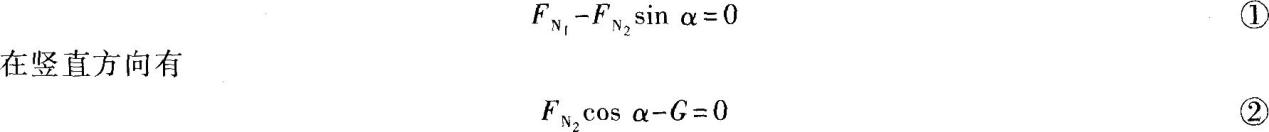 F_{N_1}-F_{N_2}sin α=0 ①
在竖直方向有
F_{N_2}cos α-G=0 ②